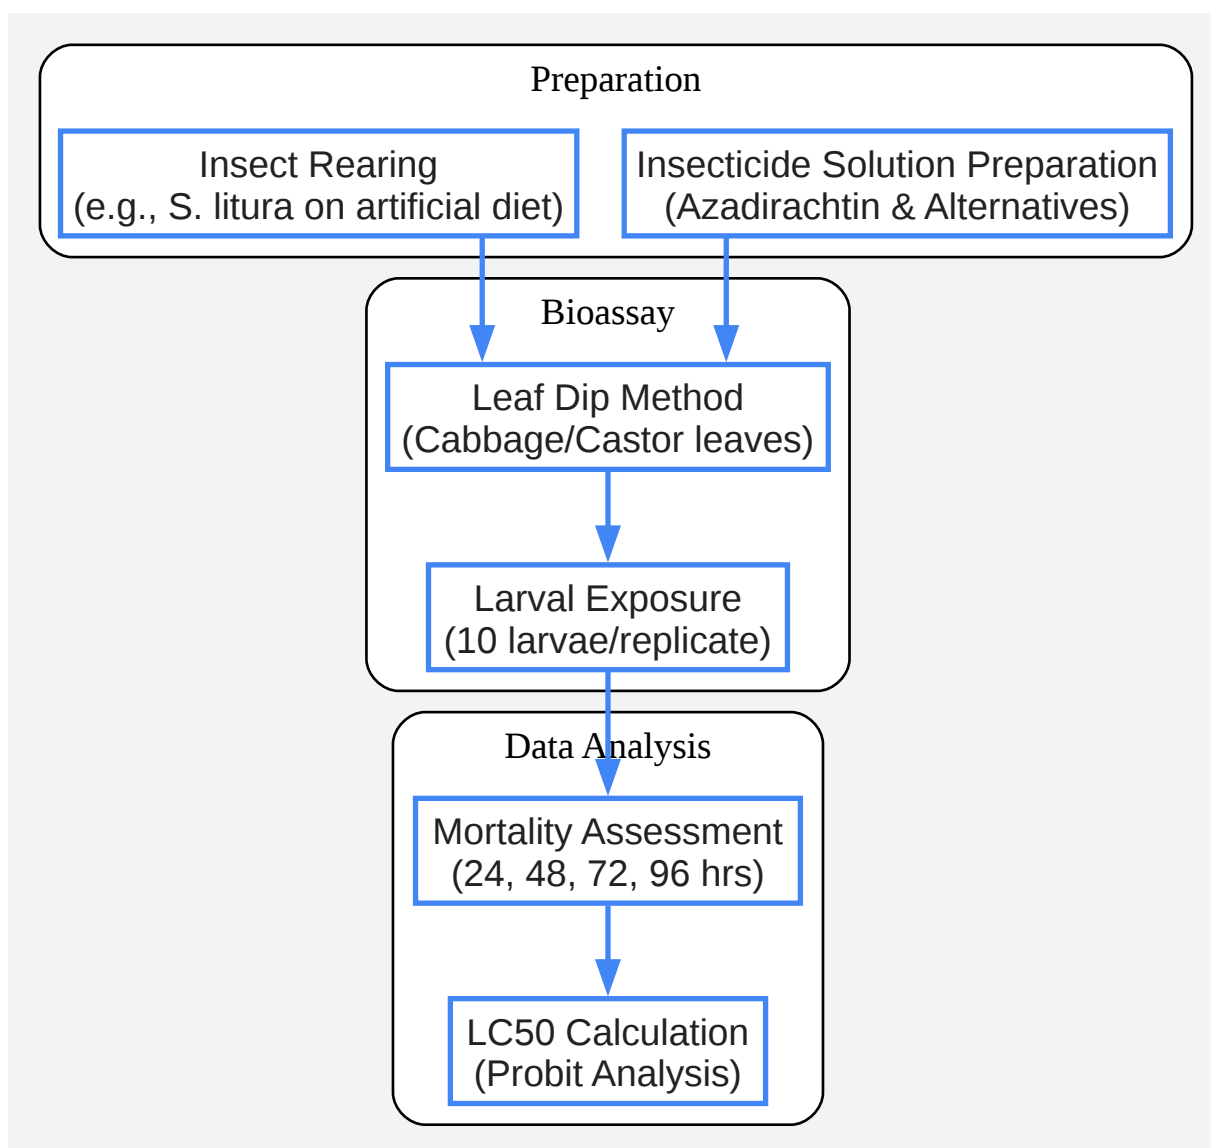 Preparation
Insect Rearing
(e.g., S. litura on artificial diet)
Insecticide Solution Preparation
(Azadirachtin & Alternatives)
Bioassay
Leaf Dip Method
(Cabbage/Castor leaves)
Larval Exposure
(10 larvae/replicate)
Data Analysis
Mortality Assessment
(24, 48, 72, 96 hrs)
LC50 Calculation
(Probit Analysis)